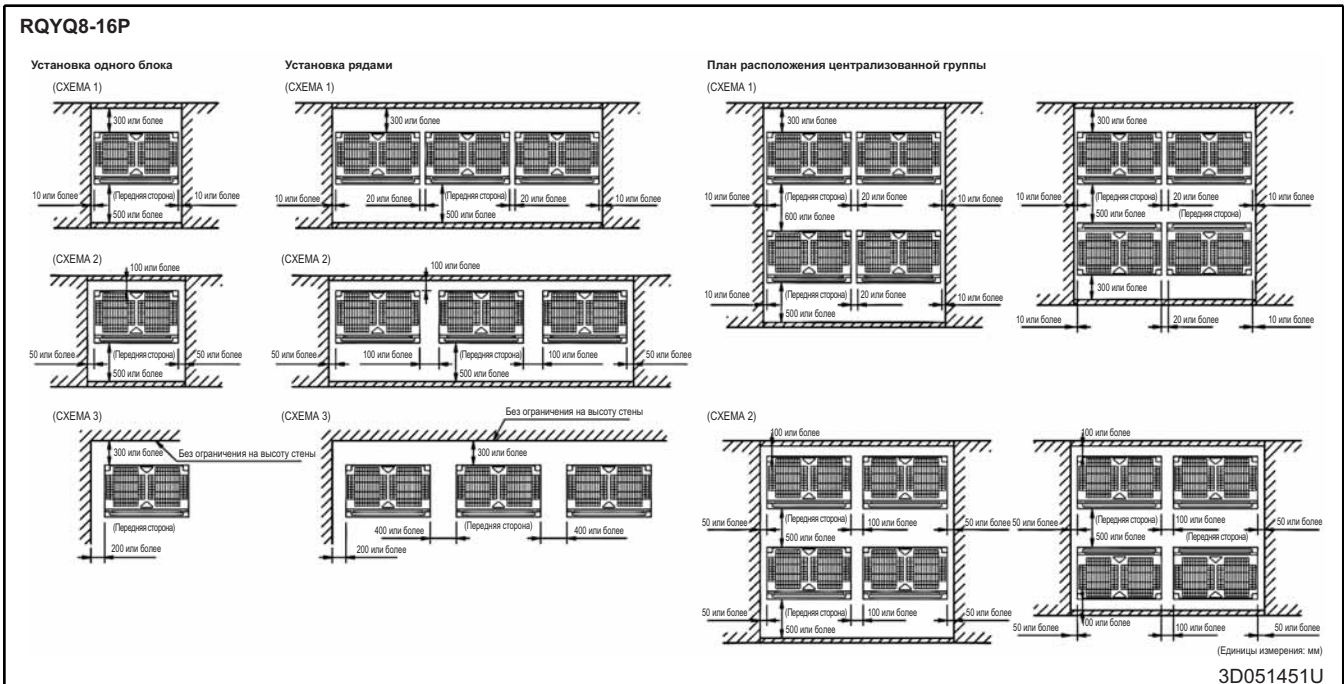 RQYQ8-16P
Установка одного блока
(СХЕМА 1)
300 или более
10 или более
(Передняя сторона)
10 или более
500 или более
(СХЕМА 2)
100 или более
50 или более
(Передняя сторона)
50 или более
500 или более
(СХЕМА 3)
Без ограничения на высоту стены
300 или более
(Передняя сторона)
200 или более
Установка рядами
(СХЕМА 1)
300 или более
10 или более
20 или более
(Передняя сторона)
20 или более
10 или более
500 или более
(СХЕМА 2)
100 или более
50 или более
100 или более
(Передняя сторона)
100 или более
50 или более
500 или более
(СХЕМА 3)
Без ограничения на высоту стены
300 или более
400 или более
(Передняя сторона)
400 или более
200 или более
План расположения централизованной группы
(СХЕМА 1)
300 или более
10 или более
(Передняя сторона)
20 или более
10 или более
600 или более
10 или более
(Передняя сторона)
20 или более
10 или более
500 или более
300 или более
10 или более
(Передняя сторона)
20 или более
10 или более
500 или более
(Передняя сторона)
300 или более
10 или более
20 или более
10 или более
(СХЕМА 2)
100 или более
50 или более
(Передняя сторона)
100 или более
50 или более
500 или более
50 или более
(Передняя сторона)
100 или более
50 или более
500 или более
100 или более
50 или более
(Передняя сторона)
100 или более
50 или более
500 или более
(Передняя сторона)
100 или более
50 или более
100 или более
50 или более
(Единицы измерения: мм)
3D051451U